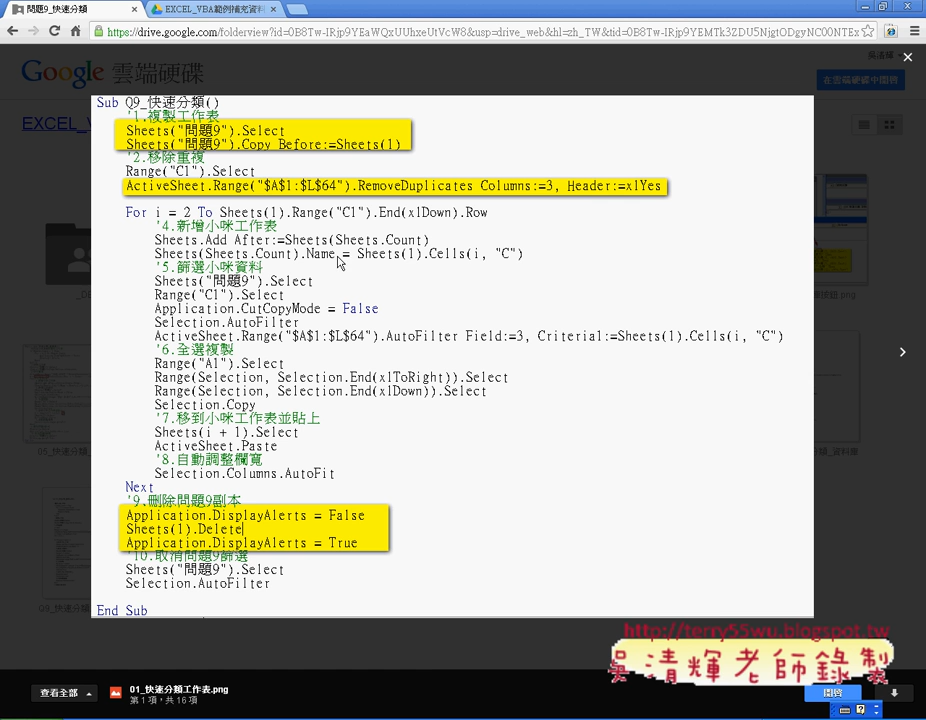 問題9_快速分類
EXCEL_VBA範例補充資料
https://drive.google.com/folderview?id=0B8Tw-IRjp9YEaWQxUUhxeUtVcW8&usp=drive_web&hl=zh_TW&tid=0B8Tw-IRjp9YEMTk3ZDU5NjgtODgyNC00NTEx
Google 雲端硬碟
在雲端硬碟中開啟
EXCEL_V
Sub Q9_快速分類()
'1.複製工作表
Sheets("問題9").Select
Sheets("問題9").Copy Before:=Sheets(1)
'2.移除重複
Range("C1").Select
ActiveSheet.Range("$A$1:$L$64").RemoveDuplicates Columns:=3, Header:=xlYes
For i = 2 To Sheets(1).Range("C1").End(xlDown).Row
'4.新增小咪工作表
Sheets.Add After:=Sheets(Sheets.Count)
Sheets(Sheets.Count).Name = Sheets(1).Cells(i, "C")
'5.篩選小咪資料
Sheets("問題9").Select
Range("C1").Select
Application.CutCopyMode = False
Selection.AutoFilter
ActiveSheet.Range("$A$1:$L$64").AutoFilter Field:=3, Criteria1:=Sheets(1).Cells(i, "C")
'6.全選複製
Range("A1").Select
Range(Selection, Selection.End(xlToRight)).Select
Range(Selection, Selection.End(xlDown)).Select
Selection.Copy
'7.移到小咪工作表並貼上
Sheets(i + 1).Select
ActiveSheet.Paste
'8.自動調整欄寬
Selection.Columns.AutoFit
Next
'9.刪除問題9副本
Application.DisplayAlerts = False
Sheets(1).Delete
Application.DisplayAlerts = True
'10.取消問題9篩選
Sheets("問題9").Select
Selection.AutoFilter
End Sub
http://terry55wu.blogspot.tw
吳清輝老師錄製
查看全部
01_快速分類工作表.png
第 1 項，共 16 項
開啟